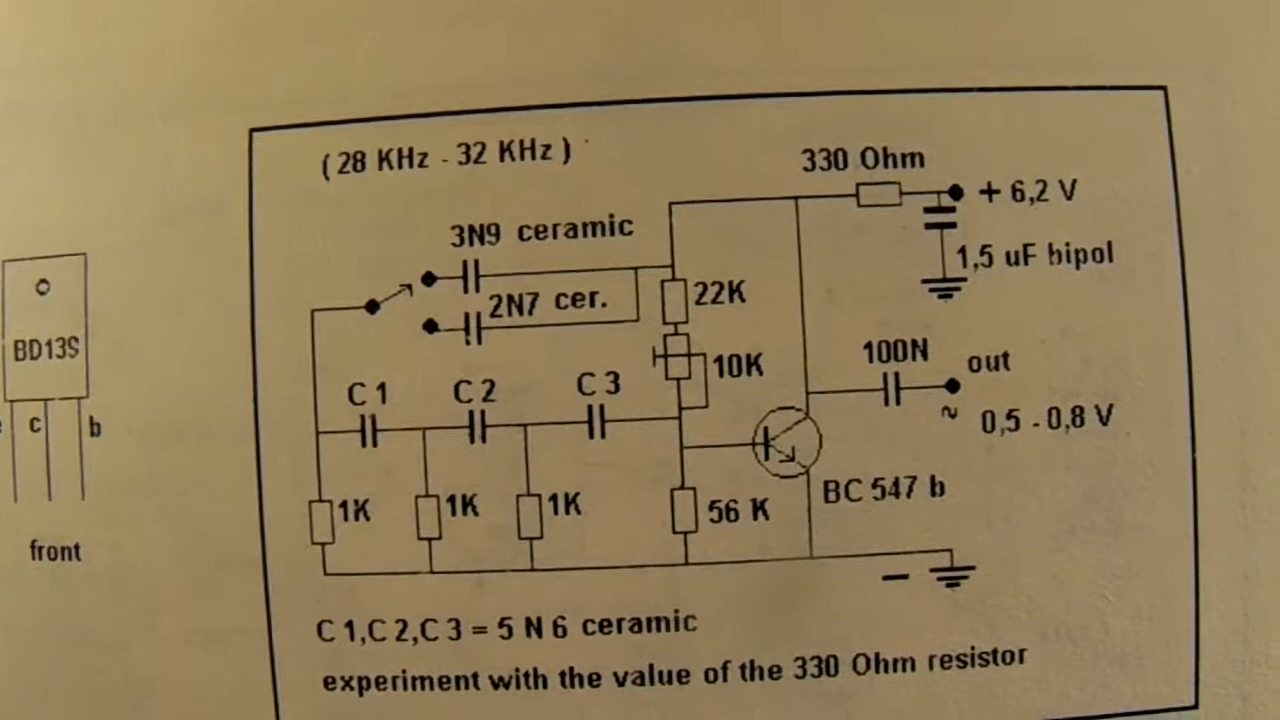 ( 28 KHz - 32 KHz )
330 Ohm
+ 6,2 V
3N9 ceramic
1,5 uF bipol
2N7 cer.
22K
BD13S
100N
out
10K
C 1
C 2
C 3
~ 0,5 - 0,8 V
c
b
1K
1K
1K
56 K
BC 547 b
front
C 1,C 2,C 3 = 5 N 6 ceramic
experiment with the value of the 330 Ohm resistor